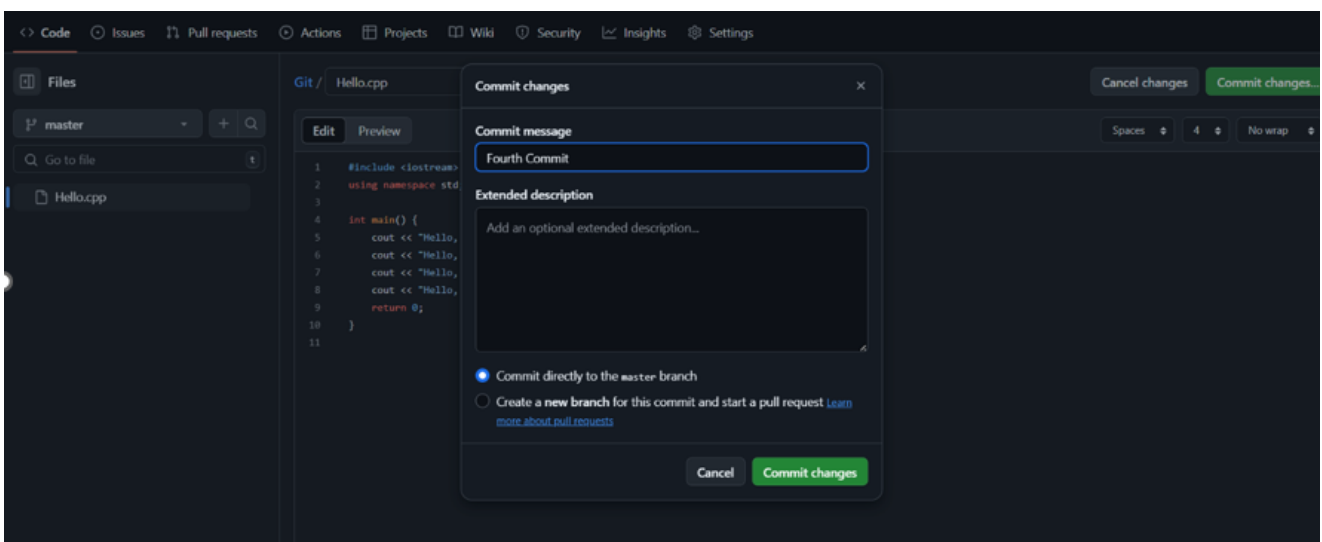 <> Code Issues Pull requests Actions Projects Wiki Security Insights Settings
Files
master
Go to file t
Hello.cpp
Git / Hello.cpp
Cancel changes Commit changes...
Edit Preview
Spaces 4 No wrap
1 #include <iostream>
2 using namespace std
3
4 int main() {
5 cout << "Hello,
6 cout << "Hello,
7 cout << "Hello,
8 cout << "Hello,
9 return 0;
10 }
11
Commit changes
Commit message
Fourth Commit
Extended description
Add an optional extended description...
Commit directly to the master branch
Create a new branch for this commit and start a pull request Learn
more about pull requests
Cancel Commit changes